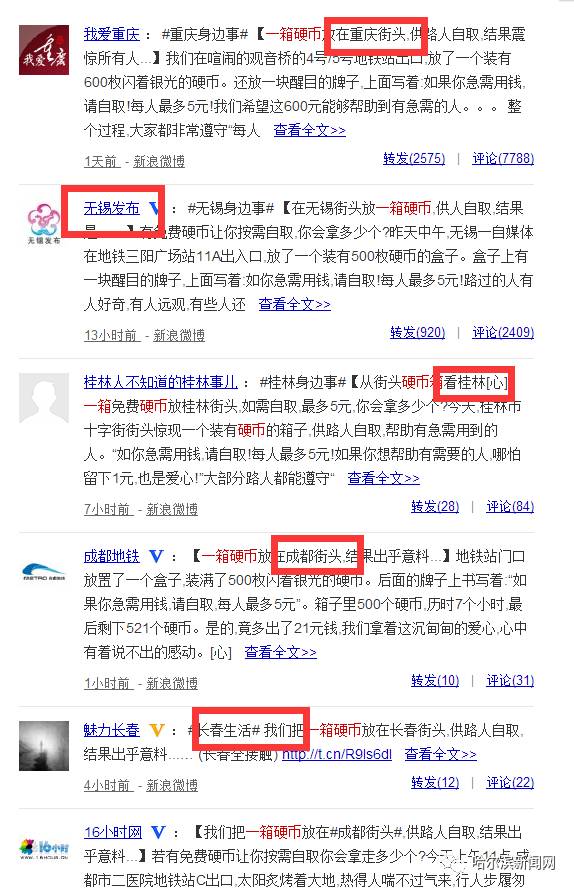 我爱重庆
我爱重庆 ： #重庆身边事#【一箱硬币放在重庆街头,供路人自取,结果震
惊所有人...】我们在喧闹的观音桥的4号/5号地铁站出口,放了一个装有
600枚闪着银光的硬币。还放一块醒目的牌子,上面写着:如果你急需用钱,
请自取!每人最多5元!我们希望这600元能够帮助到有急需的人。。。 整
个过程,大家都非常遵守“每人 查看全文>>
1天前 - 新浪微博 转发(2575) | 评论(7788)
无锡发布
无锡发布 V ： #无锡身边事#【在无锡街头放一箱硬币,供人自取,结果
是 】有免费硬币让你按需自取,你会拿多少个?昨天中午,无锡一自媒体
在地铁三阳广场站11A出入口,放了一个装有500枚硬币的盒子。盒子上有
一块醒目的牌子,上面写着:如你急需用钱,请自取!每人最多5元!路过的人有
人好奇,有人远观,有些人还 查看全文>>
13小时前 - 新浪微博 转发(920) | 评论(2409)
桂林人不知道的桂林事儿 ： #桂林身边事#【从街头硬币箱看桂林[心]
一箱免费硬币放桂林街头,如需自取,最多5元,你会拿多少个?今天,桂林市
十字街街头惊现一个装有硬币的箱子,供路人自取,帮助有急需用到的
人。“如你急需用钱,请自取!每人最多5元!如果你想帮助有需要的人,哪怕
留下1元,也是爱心!”大部分路人都能遵守“ 查看全文>>
7小时前 - 新浪微博 转发(28) | 评论(84)
METRO 成都地铁
成都地铁 V ： 【一箱硬币放在成都街头,结果出乎意料...】地铁站门口
放置了一个盒子,装满了500枚闪着银光的硬币。后面的牌子上书写着:“如
果你急需用钱,请自取,每人最多5元”。箱子里500个硬币,历时7个小时,最
后剩下521个硬币。是的,竟多出了21元钱,我们拿着这沉甸甸的爱心,心中
有着说不出的感动。[心] 查看全文>>
1小时前 - 新浪微博 转发(10) | 评论(31)
魅力长春 V ： #长春生活# 我们把一箱硬币放在长春街头,供路人自取,
结果出乎意料…… (长春全接触) http://t.cn/R9Is6dl 查看全文>>
4小时前 - 新浪微博 转发(12) | 评论(22)
16小时
WWW.16HOUR.COM
16小时网 V ： 【我们把一箱硬币放在#成都街头#,供路人自取,结果出
乎意料...】若有免费硬币让你按需自取你会拿走多少个?今天上午11点,成
都市二医院地铁站C出口,太阳炙烤着大地,热得人喘不过气来,行人步履匆
哈尔滨新闻网